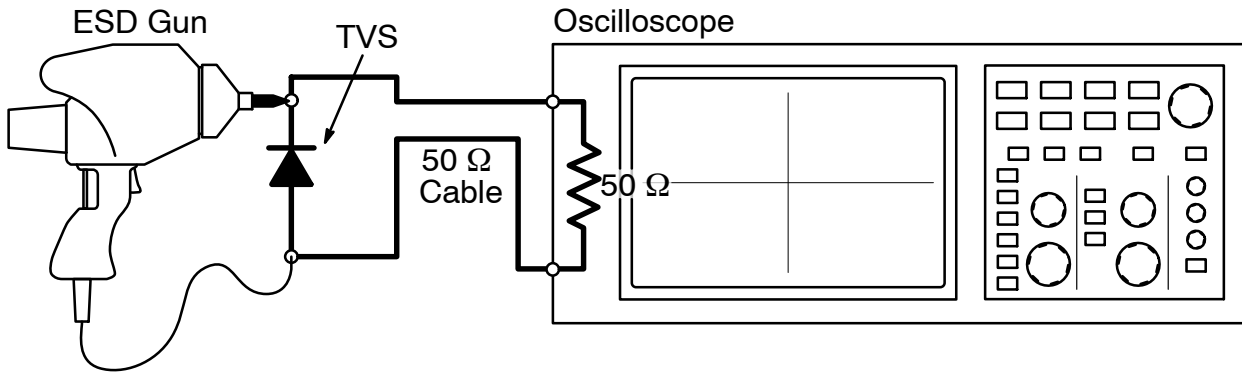 ESD Gun
TVS
Oscilloscope
50 Ω
Cable
50 Ω